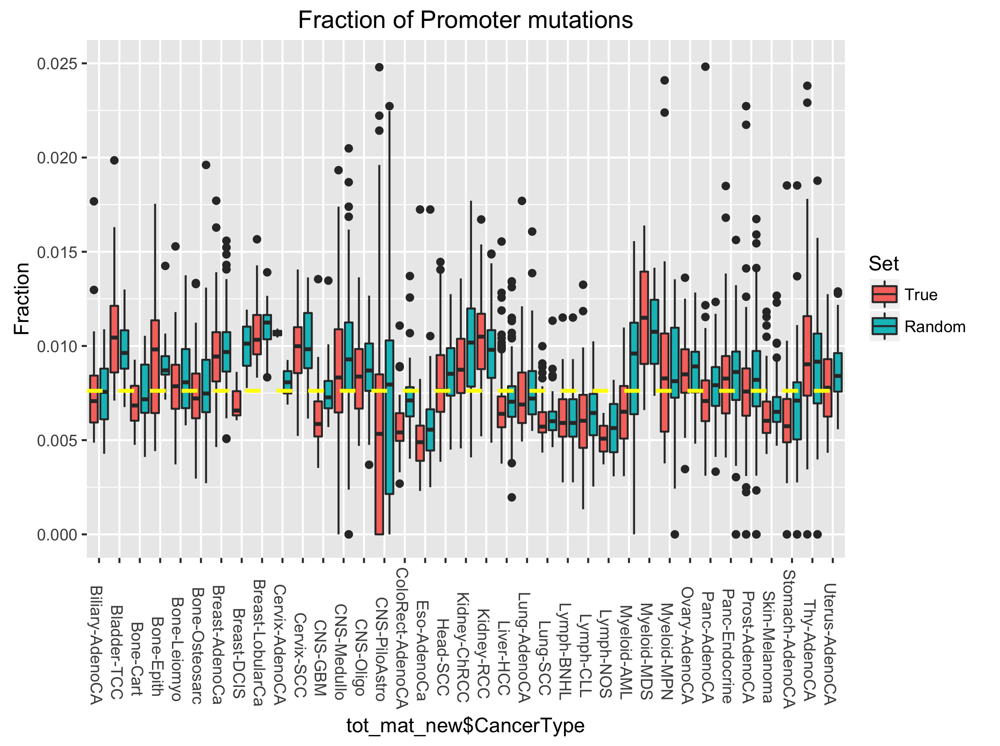 Fraction of Promoter mutations
Fraction
0.025
0.020
0.015
0.010
0.005
0.000
Set
True
Random
Biliary-AdenoCA
Bladder-TCC
Bone-Cart
Bone-Epith
Bone-Leiomyo
Bone-Osteosarc
Breast-AdenoCa
Breast-DCIS
Breast-LobularCa
Cervix-AdenoCA
Cervix-SCC
CNS-GBM
CNS-Medullo
CNS-Oligo
CNS-PiloAstro
ColoRect-AdenoCA
Eso-AdenoCa
Head-SCC
Kidney-ChRCC
Kidney-RCC
Liver-HCC
Lung-AdenoCA
Lung-SCC
Lymph-BNHL
Lymph-CLL
Lymph-NOS
Myeloid-AML
Myeloid-MDS
Myeloid-MPN
Ovary-AdenoCA
Panc-AdenoCA
Panc-Endocrine
Prost-AdenoCA
Skin-Melanoma
Stomach-AdenoCA
Thy-AdenoCA
Uterus-AdenoCA
tot_mat_new$CancerType